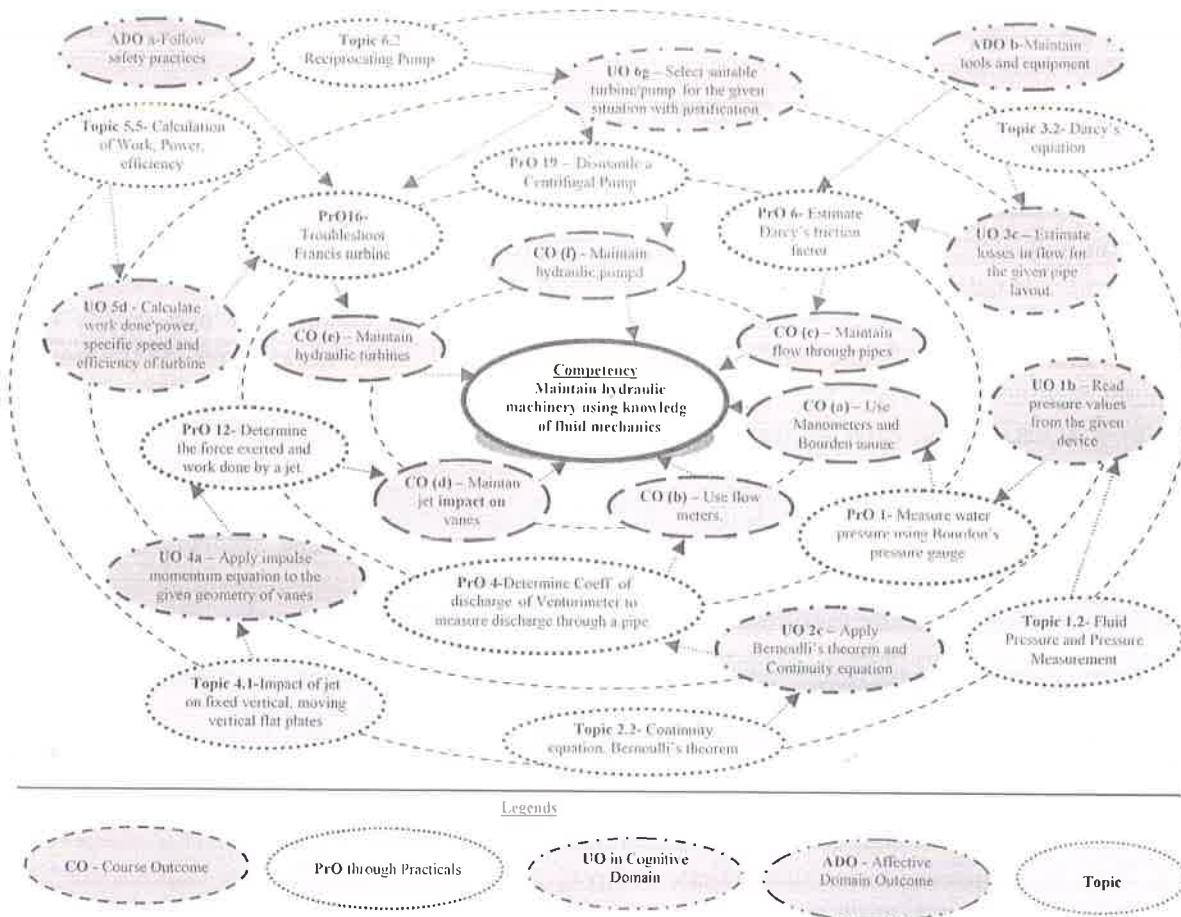 ADO a-Follow
safety practices
Topic 6.2
Reciprocating Pump
UO 6g – Select suitable
turbine/pump for the given
situation with justification
ADO b-Maintain
tools and equipment
Topic 5.5- Calculation
of Work, Power,
efficiency
Topic 3.2- Darcy's
equation
PrO 19 – Dismantle a
Centrifugal Pump
PrO16-
Troubleshoot
Francis turbine
PrO 6- Estimate
Darcy's friction
factor
UO 3c – Estimate
losses in flow for
the given pipe
layout.
CO (f) - Maintain
hydraulic pumpd
UO 5d - Calculate
work done/power,
specific speed and
efficiency of turbine
CO (e) – Maintain
hydraulic turbines
CO (c) – Maintain
flow through pipes
Competency
Maintain hydraulic
machinery using knowledg
of fluid mechanics
UO 1b – Read
pressure values
from the given
device
CO (a) – Use
Manometers and
Bourden gauge
PrO 12- Determine
the force exerted and
work done by a jet
CO (d) – Maintan
jet impact on
vanes
CO (b) – Use flow
meters.
PrO 1- Measure water
pressure using Bourdon's
pressure gauge
UO 4a – Apply impulse
momentum equation to the
given geometry of vanes
PrO 4-Determine Coeff of
discharge of Venturimeter to
measure discharge through a pipe
UO 2c – Apply
Bernoulli's theorem and
Continuity equation
Topic 1.2- Fluid
Pressure and Pressure
Measurement
Topic 4.1-Impact of jet
on fixed vertical, moving
vertical flat plates
Topic 2.2- Continuity
equation. Bernoulli's theorem
Legends
CO - Course Outcome
PrO through Practicals
UO in Cognitive
Domain
ADO - Affective
Domain Outcome
Topic